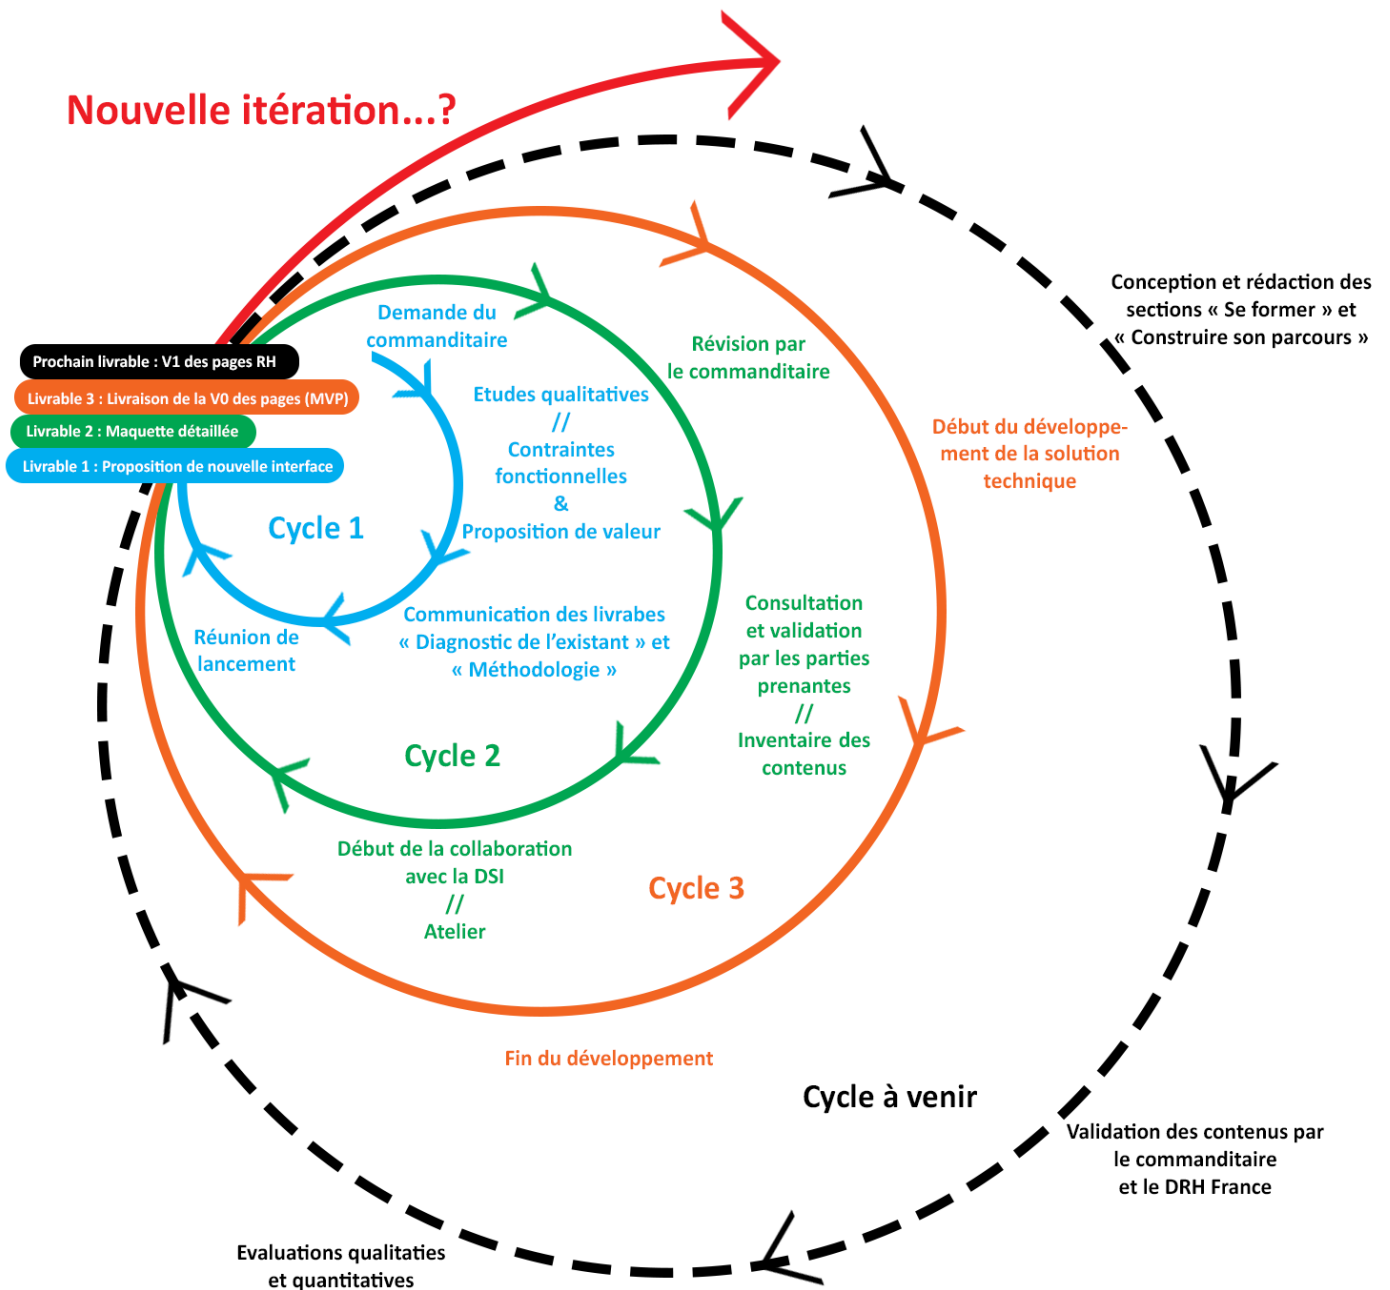 Nouvelle itération...?
Prochain livrable : V1 des pages RH
Livrable 3 : Livraison de la V0 des pages (MVP)
Livrable 2 : Maquette détaillée
Livrable 1 : Proposition de nouvelle interface
Demande du
commanditaire
Etudes qualitatives
//
Contraintes
fonctionnelles
&
Proposition de valeur
Cycle 1
Communication des livrabes
« Diagnostic de l’existant » et
« Méthodologie »
Réunion de
lancement
Révision par
le commanditaire
Consultation
et validation
par les parties
prenantes
//
Inventaire des
contenus
Cycle 2
Début de la collaboration
avec la DSI
//
Atelier
Début du développe-
ment de la solution
technique
Cycle 3
Fin du développement
Conception et rédaction des
sections « Se former » et
« Construire son parcours »
Cycle à venir
Validation des contenus par
le commanditaire
et le DRH France
Evaluations qualitaties
et quantitatives